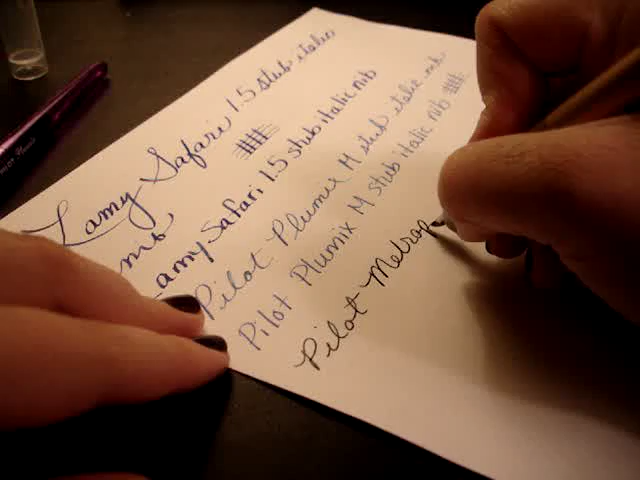 Lamy Safari 1.5 stub italic
nib
Lamy Safari 1.5 stub italic nib
Pilot Plumix M stub italic nib
Pilot Plumix M stub italic nib
Pilot Metrop